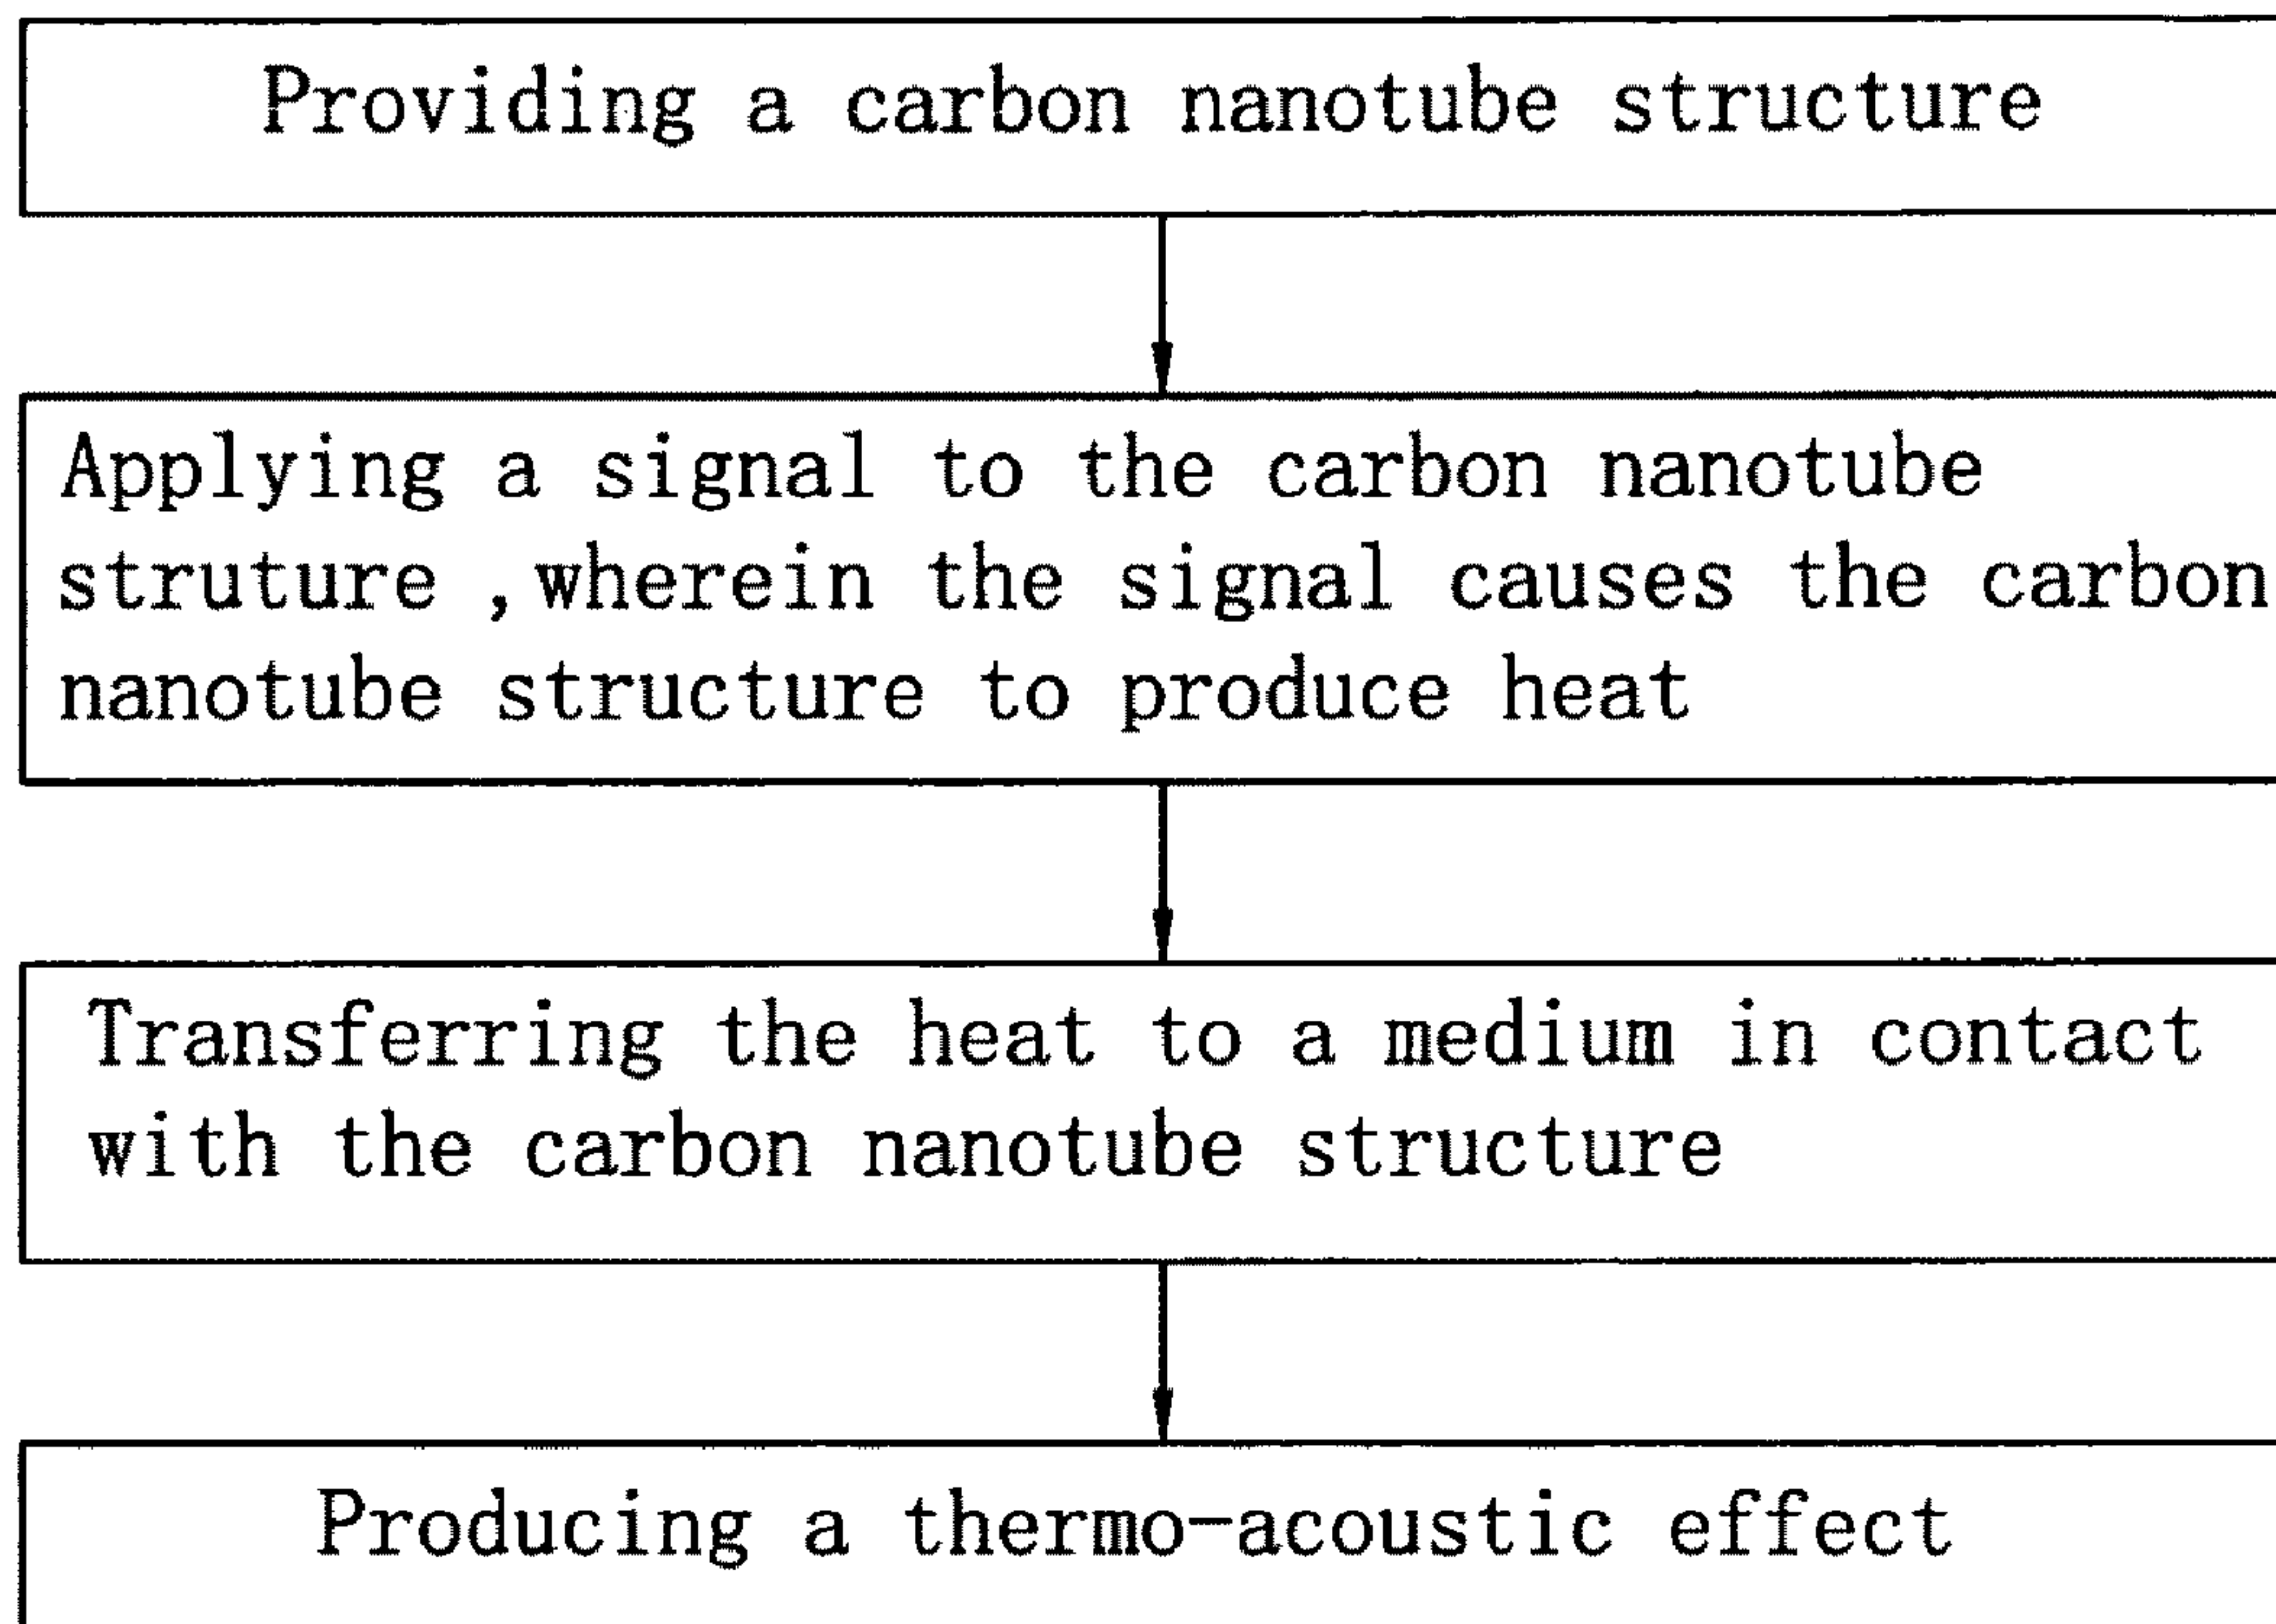 Providing a carbon nanotube structure
Applying a signal to the carbon nanotube
struture ,wherein the signal causes the carbon
nanotube structure to produce heat
Transferring the heat to a medium in contact
with the carbon nanotube structure
Producing a thermo-acoustic effect